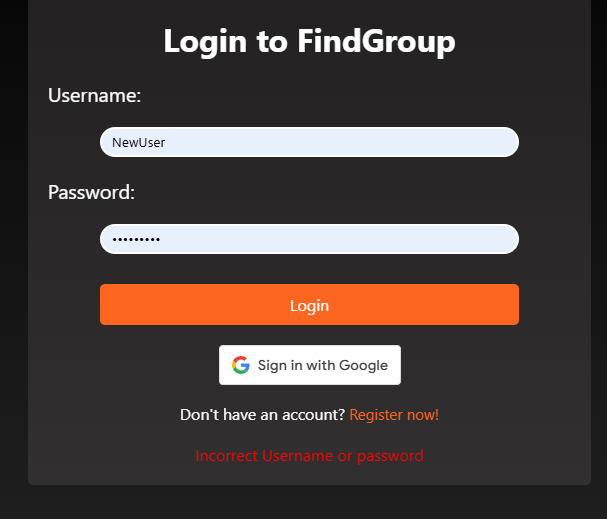 Login to FindGroup
Username:
NewUser
Password:
•••••••••
Login
Sign in with Google
Don't have an account? Register now!
Incorrect Username or password